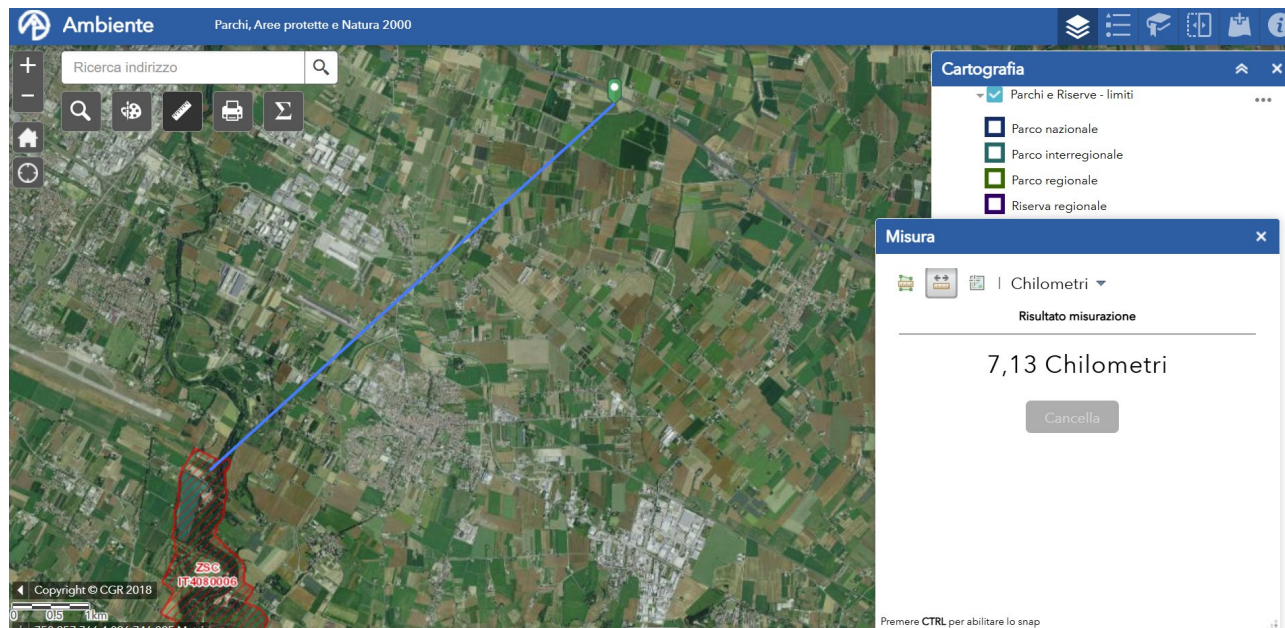 Ambiente
Parchi, Aree protette e Natura 2000
Ricerca indirizzo
Cartografia
Parchi e Riserve - limiti
Parco nazionale
Parco interregionale
Parco regionale
Riserva regionale
Misura
Chilometri
Risultato misurazione
7,13 Chilometri
Cancella
ZSC
IT4080006
Copyright © CGR 2018
0 0.5 1km
Premere CTRL per abilitare lo snap